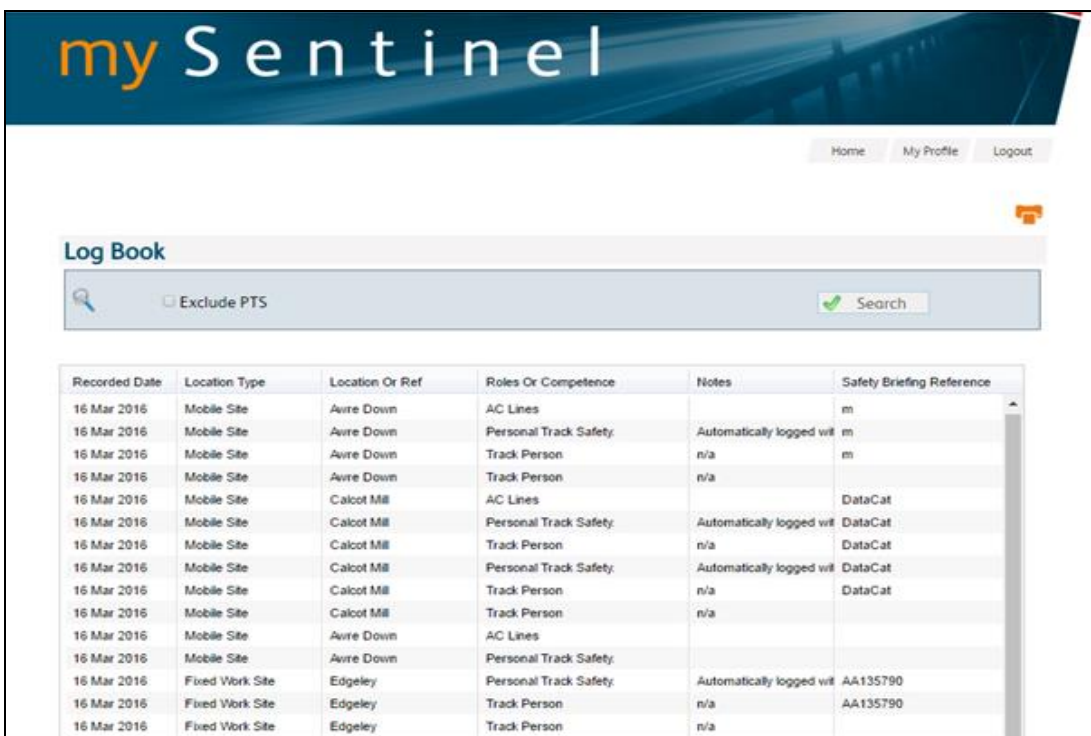 my Sentinel
Home My Profile Logout
Log Book
Exclude PTS Search
Recorded Date Location Type Location Or Ref Roles Or Competence Notes Safety Briefing Reference
16 Mar 2016 Mobile Site Awre Down AC Lines m
16 Mar 2016 Mobile Site Awre Down Personal Track Safety. Automatically logged wit m
16 Mar 2016 Mobile Site Awre Down Track Person n/a m
16 Mar 2016 Mobile Site Awre Down Track Person n/a
16 Mar 2016 Mobile Site Calcot Mill AC Lines DataCat
16 Mar 2016 Mobile Site Calcot Mill Personal Track Safety. Automatically logged wit DataCat
16 Mar 2016 Mobile Site Calcot Mill Track Person n/a DataCat
16 Mar 2016 Mobile Site Calcot Mill Personal Track Safety. Automatically logged wit DataCat
16 Mar 2016 Mobile Site Calcot Mill Track Person n/a DataCat
16 Mar 2016 Mobile Site Calcot Mill Track Person n/a
16 Mar 2016 Mobile Site Awre Down AC Lines
16 Mar 2016 Mobile Site Awre Down Personal Track Safety.
16 Mar 2016 Fixed Work Site Edgeley Personal Track Safety. Automatically logged wit AA135790
16 Mar 2016 Fixed Work Site Edgeley Track Person n/a AA135790
16 Mar 2016 Fixed Work Site Edgeley Track Person n/a